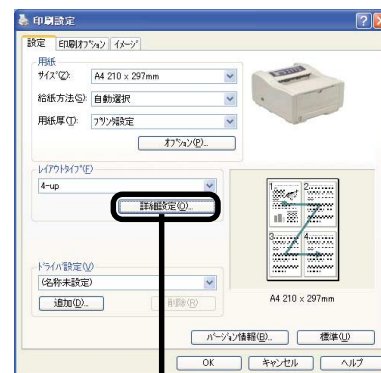 印刷設定
設定 印刷ｵﾌﾟｼｮﾝ ｲﾒｰｼﾞ
用紙
ｻｲｽﾞ(Z): A4 210 x 297mm
給紙方法(S): 自動選択
用紙厚(T): ﾌﾟﾘﾝﾀ設定
ｵﾌﾟｼｮﾝ(P)...
ﾚｲｱｳﾄﾀｲﾌﾟ(F)
4-up
詳細設定(O)...
1 2
3 4
ﾄﾞﾗｲﾊﾞ設定(V)
(名称未設定)
追加(D)... 削除(R)
A4 210 x 297mm
ﾊﾞｰｼﾞｮﾝ情報(B)... 標準(U)
OK ｷｬﾝｾﾙ ﾍﾙﾌﾟ